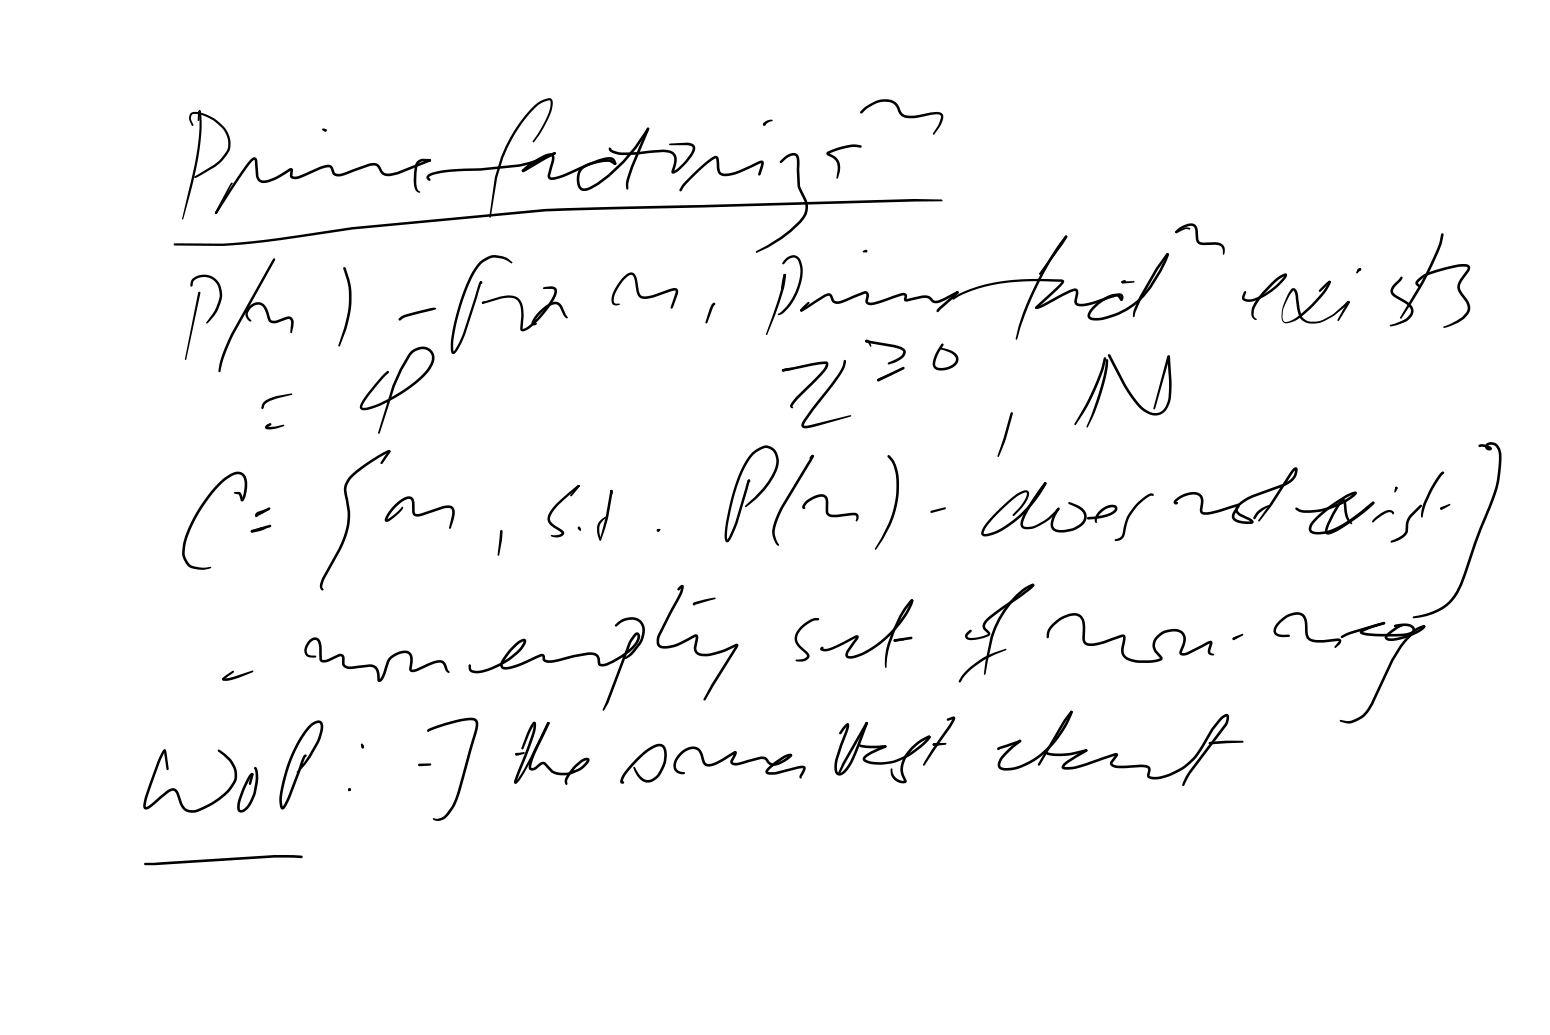 Prime factoriz~
P(n) - for n, Prime fact~ exists
= φ Z≥0, N
C = { n, s.t. P(n) - does not exist. }
- nonempty set of non-neg
WOP : - ∃ the smallest element